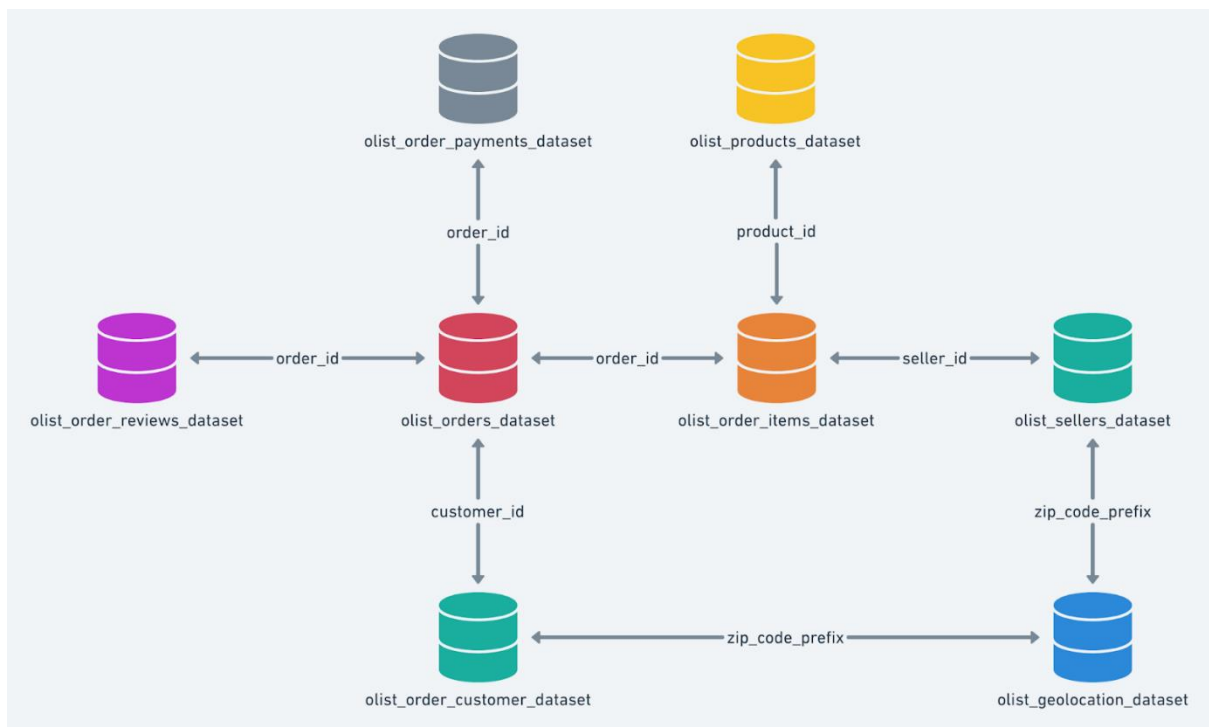 olist_order_payments_dataset
olist_products_dataset
order_id
product_id
order_id
order_id
seller_id
olist_order_reviews_dataset
olist_orders_dataset
olist_order_items_dataset
olist_sellers_dataset
customer_id
zip_code_prefix
zip_code_prefix
olist_order_customer_dataset
olist_geolocation_dataset